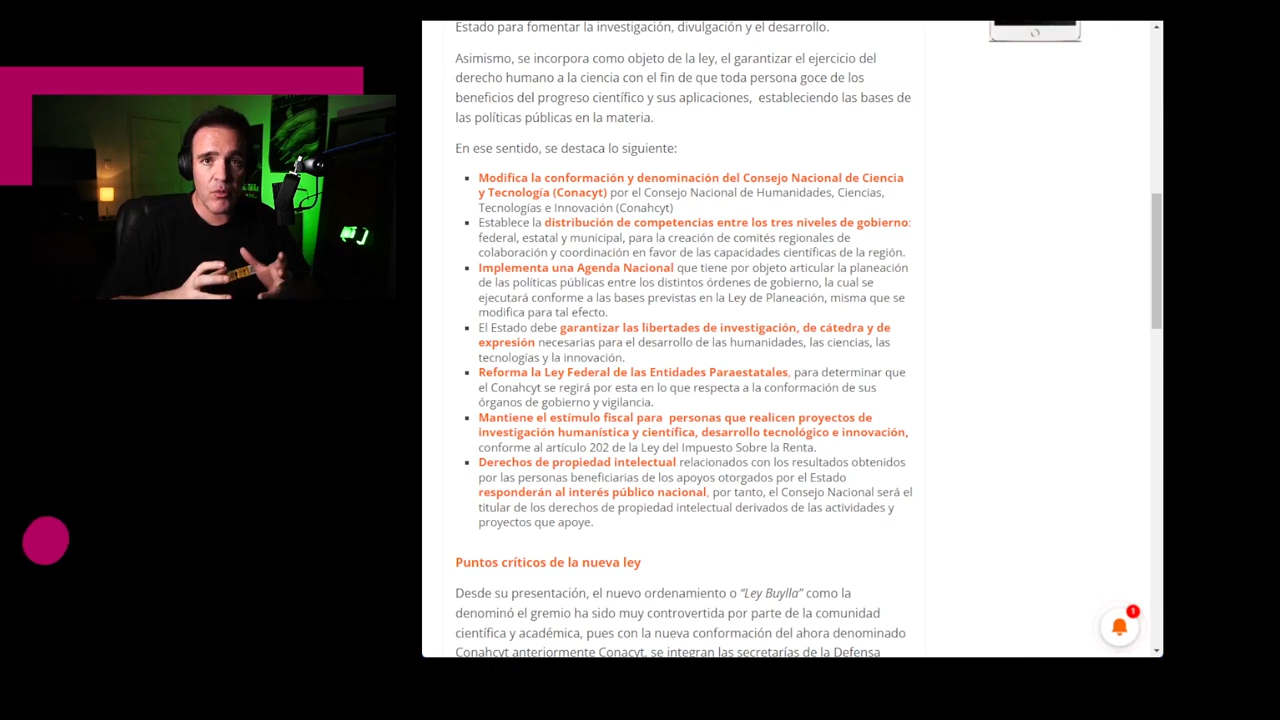 Estado para fomentar la investigación, divulgación y el desarrollo.
Asimismo, se incorpora como objeto de la ley, el garantizar el ejercicio del
derecho humano a la ciencia con el fin de que toda persona goce de los
beneficios del progreso científico y sus aplicaciones, estableciendo las bases de
las políticas públicas en la materia.
En ese sentido, se destaca lo siguiente:
Modifica la conformación y denominación del Consejo Nacional de Ciencia
y Tecnología (Conacyt) por el Consejo Nacional de Humanidades, Ciencias,
Tecnologías e Innovación (Conahcyt)
Establece la distribución de competencias entre los tres niveles de gobierno:
federal, estatal y municipal, para la creación de comités regionales de
colaboración y coordinación en favor de las capacidades científicas de la región.
Implementa una Agenda Nacional que tiene por objeto articular la planeación
de las políticas públicas entre los distintos órdenes de gobierno, la cual se
ejecutará conforme a las bases previstas en la Ley de Planeación, misma que se
modifica para tal efecto.
El Estado debe garantizar las libertades de investigación, de cátedra y de
expresión necesarias para el desarrollo de las humanidades, las ciencias, las
tecnologías y la innovación.
Reforma la Ley Federal de las Entidades Paraestatales, para determinar que
el Conahcyt se regirá por esta en lo que respecta a la conformación de sus
órganos de gobierno y vigilancia.
Mantiene el estímulo fiscal para personas que realicen proyectos de
investigación humanística y científica, desarrollo tecnológico e innovación,
conforme al artículo 202 de la Ley del Impuesto Sobre la Renta.
Derechos de propiedad intelectual relacionados con los resultados obtenidos
por las personas beneficiarias de los apoyos otorgados por el Estado
responderán al interés público nacional, por tanto, el Consejo Nacional será el
titular de los derechos de propiedad intelectual derivados de las actividades y
proyectos que apoye.
Puntos críticos de la nueva ley
Desde su presentación, el nuevo ordenamiento o "Ley Buylla" como la
denominó el gremio ha sido muy controvertida por parte de la comunidad
científica y académica, pues con la nueva conformación del ahora denominado
Conahcyt anteriormente Conacyt, se integran las secretarías de la Defensa
1